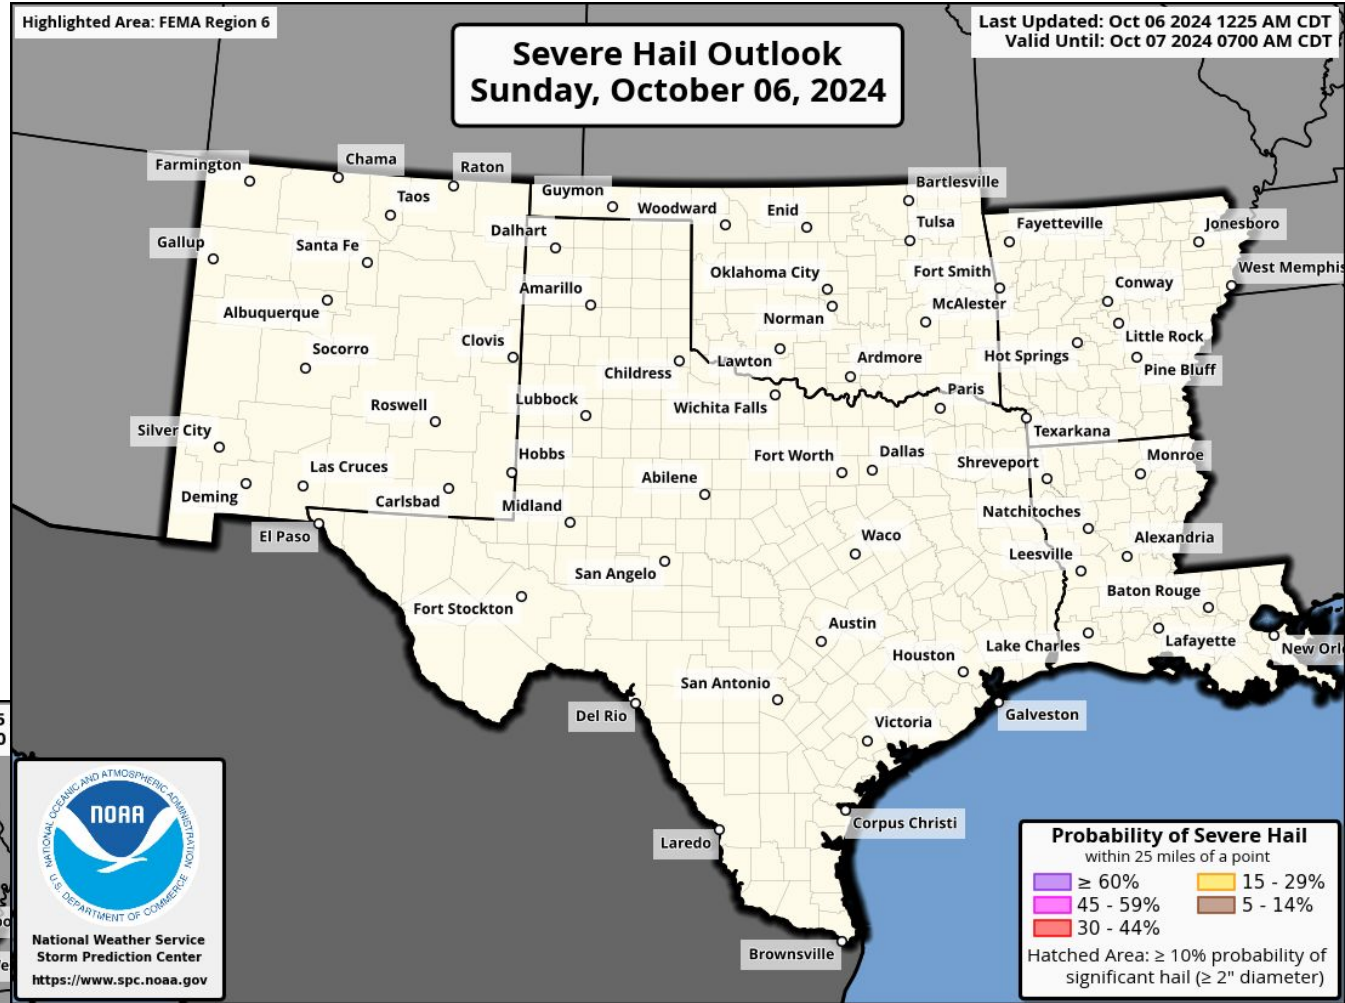 Highlighted Area: FEMA Region 6
Last Updated: Oct 06 2024 1225 AM CDT
Valid Until: Oct 07 2024 0700 AM CDT
Severe Hail Outlook
Sunday, October 06, 2024
Farmington
Chama
Raton
Taos
Guymon
Woodward
Enid
Bartlesville
Tulsa
Fayetteville
Jonesboro
Gallup
Santa Fe
Dalhart
Oklahoma City
Fort Smith
West Memphis
Amarillo
Conway
Albuquerque
Norman
McAlester
Socorro
Clovis
Little Rock
Childress
Lawton
Ardmore
Hot Springs
Pine Bluff
Roswell
Lubbock
Wichita Falls
Paris
Silver City
Texarkana
Las Cruces
Hobbs
Fort Worth
Dallas
Shreveport
Monroe
Deming
Carlsbad
Midland
Abilene
Natchitoches
El Paso
Waco
Alexandria
San Angelo
Leesville
Fort Stockton
Baton Rouge
Austin
Houston
Lake Charles
Lafayette
New Orl
San Antonio
Del Rio
Victoria
Galveston
Laredo
Corpus Christi
Brownsville
NATIONAL OCEANIC AND ATMOSPHERIC ADMINISTRATION
NOAA
U.S. DEPARTMENT OF COMMERCE
National Weather Service
Storm Prediction Center
https://www.spc.noaa.gov
Probability of Severe Hail
within 25 miles of a point
≥ 60%
15 - 29%
45 - 59%
5 - 14%
30 - 44%
Hatched Area: ≥ 10% probability of
significant hail (≥ 2" diameter)